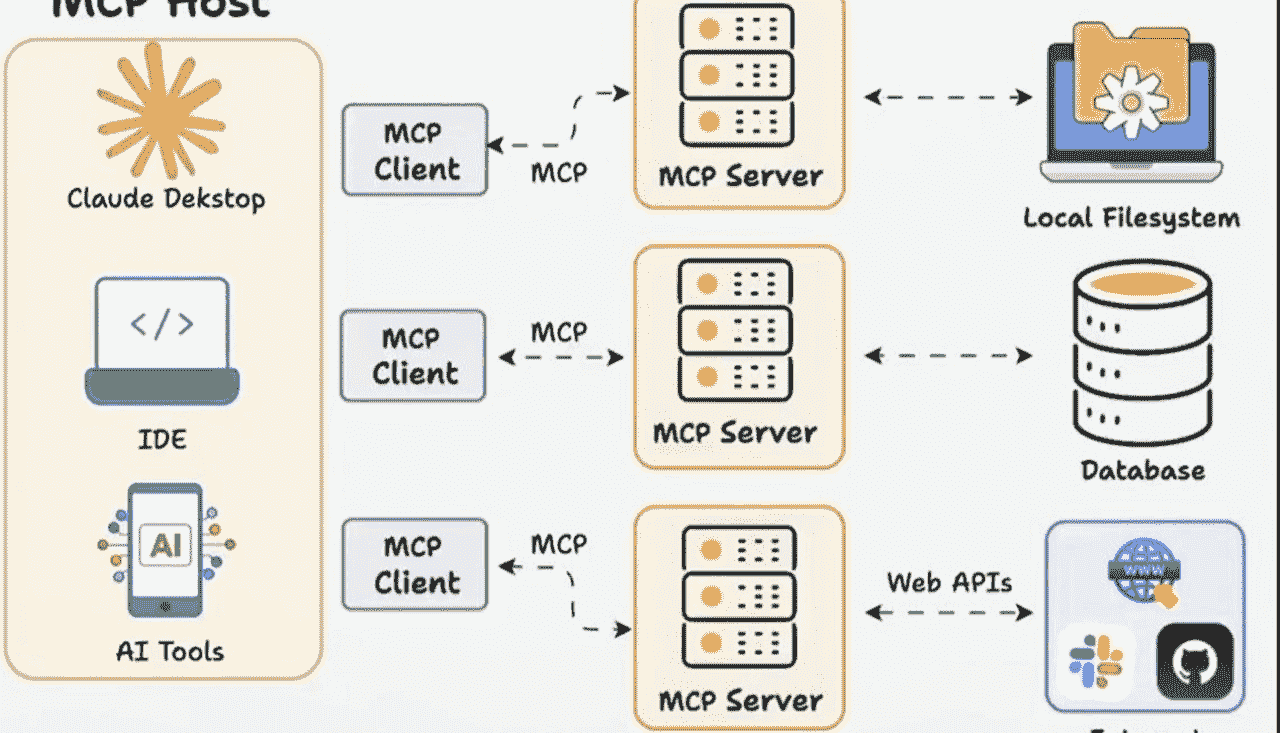 MCP Host
Claude Dekstop
</>
IDE
AI
AI Tools
MCP
Client
MCP
MCP
Client
MCP
MCP
Client
MCP
MCP Server
MCP Server
MCP Server
Web APIs
Local Filesystem
Database
WWW